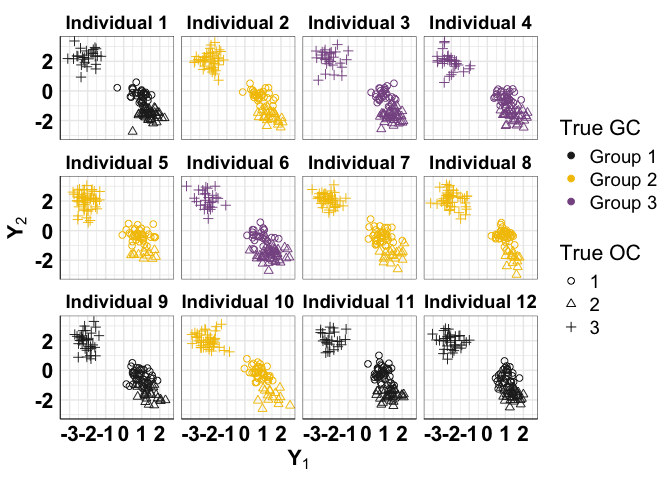 Individual 1 Individual 2 Individual 3 Individual 4
2
0
-2
Individual 5 Individual 6 Individual 7 Individual 8
2
0
-2
Individual 9 Individual 10 Individual 11 Individual 12
2
0
-2
-3-2-1 0 1 2 -3-2-1 0 1 2 -3-2-1 0 1 2 -3-2-1 0 1 2
Y1
Y2
True GC
Group 1
Group 2
Group 3
True OC
1
2
3